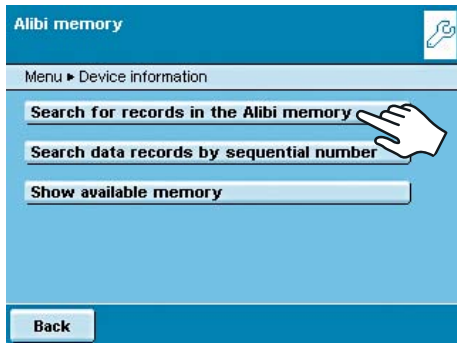 Alibi memory
Menu ▸ Device information
Search for records in the Alibi memory
Search data records by sequential number
Show available memory
Back